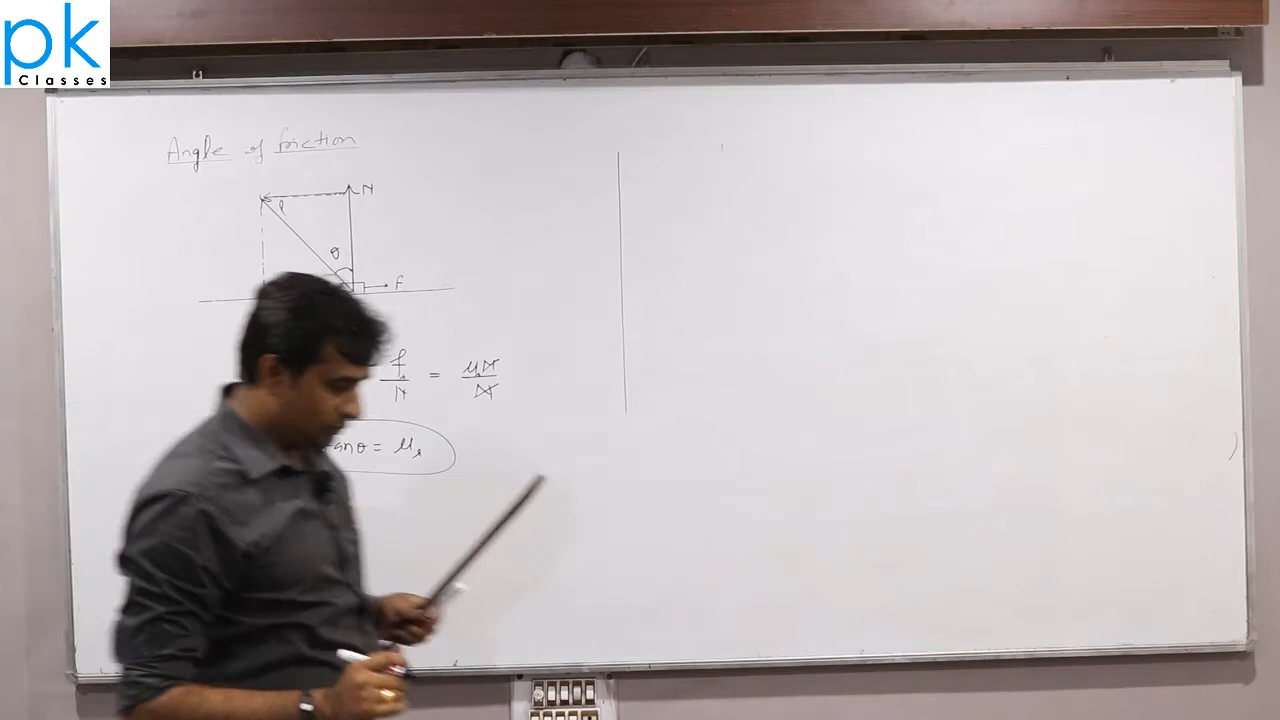 pk
Classes
Angle of friction
N
θ
F
f / N = μN / N
tanθ = μs